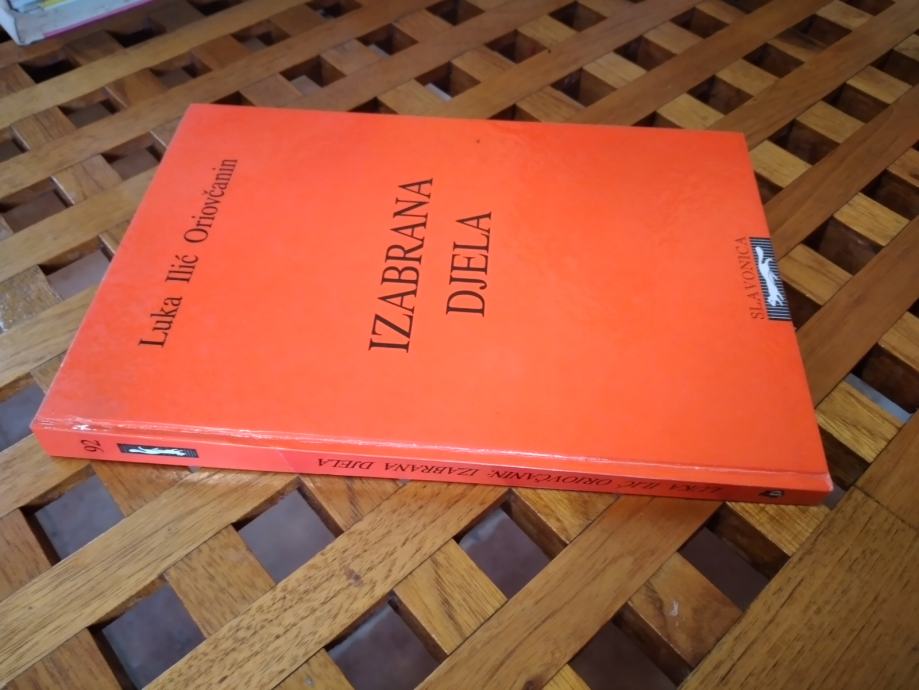 Luka Ilić Oriovčanin
IZABRANA
DJELA
SLAVONICA
LUKA ILIĆ ORIOVČANIN: IZABRANA DJELA
92